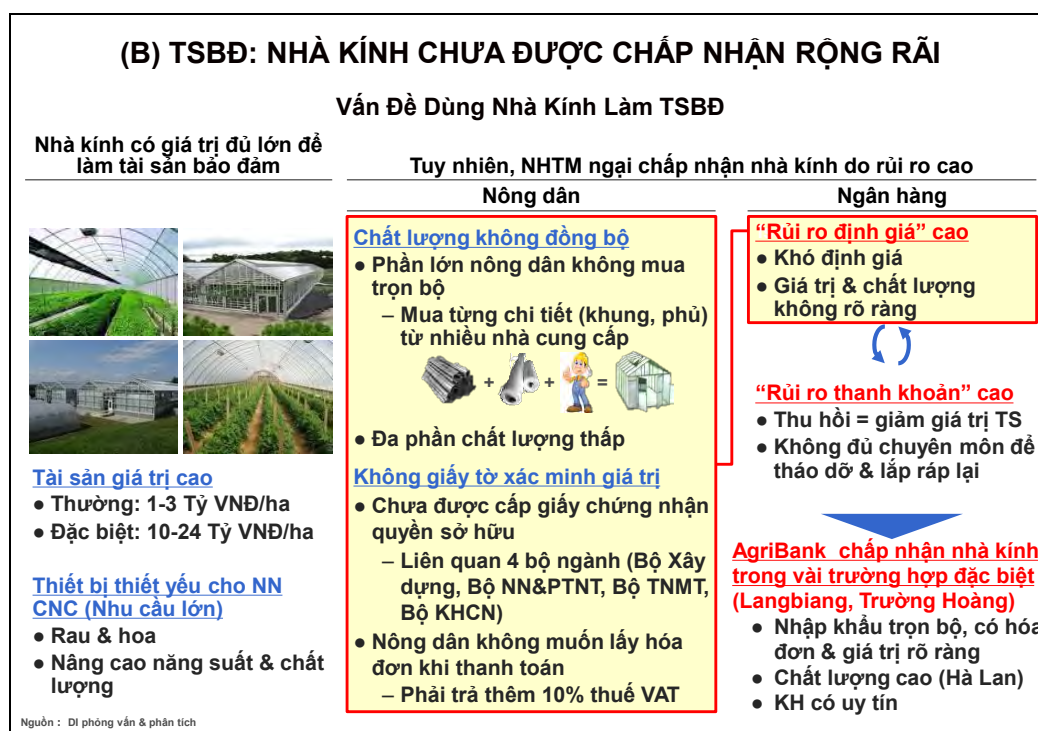 (B) TSBĐ: NHÀ KÍNH CHƯA ĐƯỢC CHẤP NHẬN RỘNG RÃI
Vấn Đề Dùng Nhà Kính Làm TSBĐ
Nhà kính có giá trị đủ lớn để
làm tài sản bảo đảm
Tài sản giá trị cao
● Thường: 1-3 Tỷ VNĐ/ha
● Đặc biệt: 10-24 Tỷ VNĐ/ha
Thiết bị thiết yếu cho NN
CNC (Nhu cầu lớn)
● Rau & hoa
● Nâng cao năng suất & chất
lượng
Tuy nhiên, NHTM ngại chấp nhận nhà kính do rủi ro cao
Nông dân
Chất lượng không đồng bộ
● Phần lớn nông dân không mua
trọn bộ
– Mua từng chi tiết (khung, phủ)
từ nhiều nhà cung cấp
+ + =
● Đa phần chất lượng thấp
Không giấy tờ xác minh giá trị
● Chưa được cấp giấy chứng nhận
quyền sở hữu
– Liên quan 4 bộ ngành (Bộ Xây
dựng, Bộ NN&PTNT, Bộ TNMT,
Bộ KHCN)
● Nông dân không muốn lấy hóa
đơn khi thanh toán
– Phải trả thêm 10% thuế VAT
Ngân hàng
“Rủi ro định giá” cao
● Khó định giá
● Giá trị & chất lượng
không rõ ràng
“Rủi ro thanh khoản” cao
● Thu hồi = giảm giá trị TS
● Không đủ chuyên môn để
tháo dỡ & lắp ráp lại
AgriBank chấp nhận nhà kính
trong vài trường hợp đặc biệt
(Langbiang, Trường Hoàng)
● Nhập khẩu trọn bộ, có hóa
đơn & giá trị rõ ràng
● Chất lượng cao (Hà Lan)
● KH có uy tín
Nguồn : DI phỏng vấn & phân tích